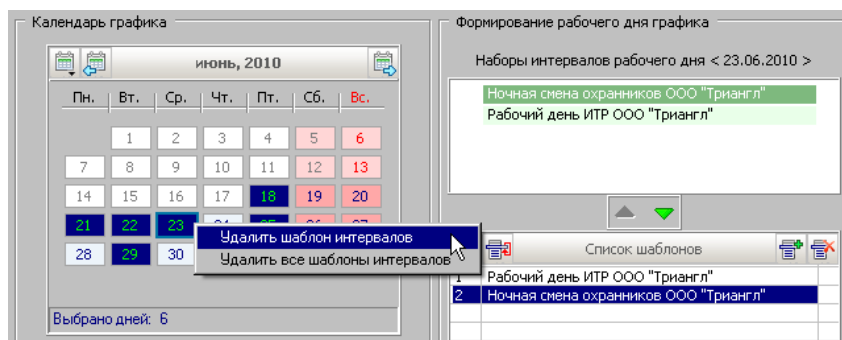 Календарь графика
июнь, 2010
Пн. Вт. Ср. Чт. Пт. Сб. Вс.
1 2 3 4 5 6
7 8 9 10 11 12 13
14 15 16 17 18 19 20
21 22 23
28 29 30
Удалить шаблон интервалов
Удалить все шаблоны интервалов
Выбрано дней: 6
Формирование рабочего дня графика
Наборы интервалов рабочего дня < 23.06.2010 >
Ночная смена охранников ООО "Триангл"
Рабочий день ИТР ООО "Триангл"
Список шаблонов
1 Рабочий день ИТР ООО "Триангл"
2 Ночная смена охранников ООО "Триангл"